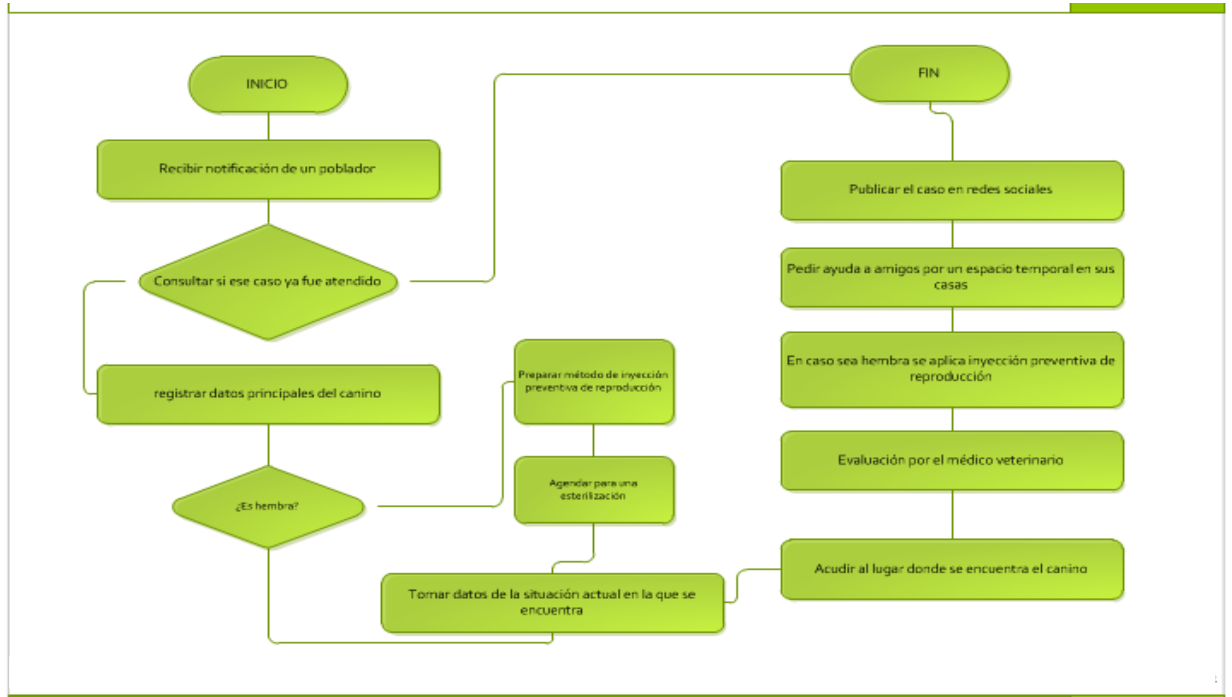 INICIO
Recibir notificación de un poblador
Consultar si ese caso ya fue atendido
registrar datos principales del canino
¿Es hembra?
Preparar método de inyección
preventiva de reproducción
Agendar para una
esterilización
Tomar datos de la situación actual en la que se
encuentra
FIN
Publicar el caso en redes sociales
Pedir ayuda a amigos por un espacio temporal en sus
casas
En caso sea hembra se aplica inyección preventiva de
reproducción
Evaluación por el médico veterinario
Acudir al lugar donde se encuentra el canino